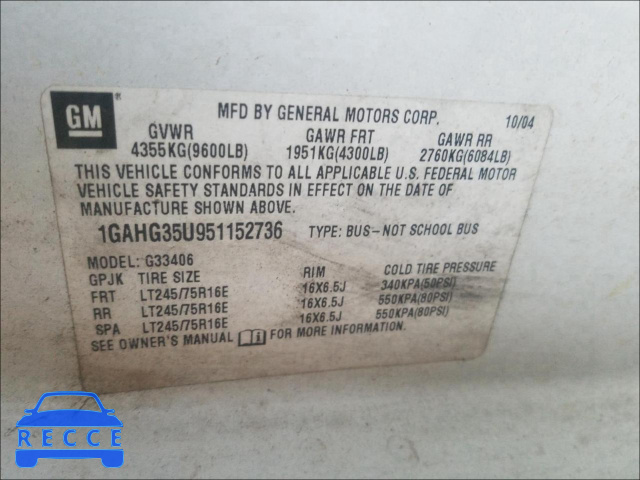 GM®
MFD BY GENERAL MOTORS CORP. 10/04
GVWR GAWR FRT GAWR RR
4355KG(9600LB) 1951KG(4300LB) 2760KG(6084LB)
THIS VEHICLE CONFORMS TO ALL APPLICABLE U.S. FEDERAL MOTOR
VEHICLE SAFETY STANDARDS IN EFFECT ON THE DATE OF
MANUFACTURE SHOWN ABOVE.
1GAHG35U951152736 TYPE: BUS-NOT SCHOOL BUS
MODEL: G33406
GPJK TIRE SIZE RIM COLD TIRE PRESSURE
FRT LT245/75R16E 16X6.5J 340KPA(50PSI)
RR LT245/75R16E 16X6.5J 550KPA(80PSI)
SPA LT245/75R16E 16X6.5J 550KPA(80PSI)
SEE OWNER'S MANUAL FOR MORE INFORMATION.
RECCE